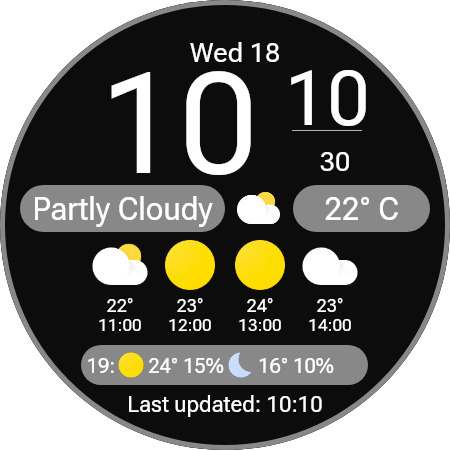 Wed 18
10 10
30
Partly Cloudy 22° C
22° 23° 24° 23°
11:00 12:00 13:00 14:00
19: 24° 15% 16° 10%
Last updated: 10:10